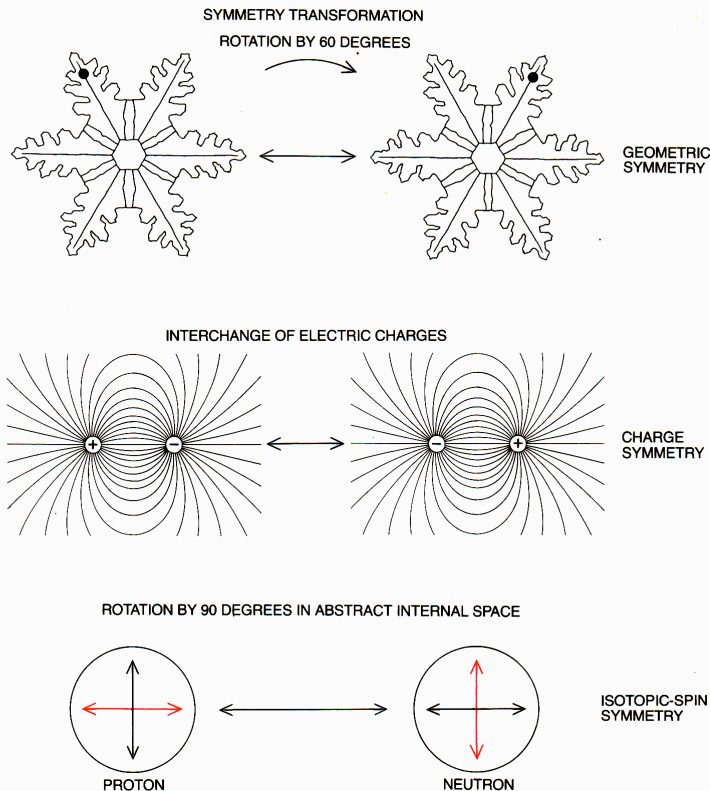 SYMMETRY TRANSFORMATION
ROTATION BY 60 DEGREES
GEOMETRIC
SYMMETRY
INTERCHANGE OF ELECTRIC CHARGES
+
−
−
+
CHARGE
SYMMETRY
ROTATION BY 90 DEGREES IN ABSTRACT INTERNAL SPACE
ISOTOPIC-SPIN
SYMMETRY
PROTON
NEUTRON